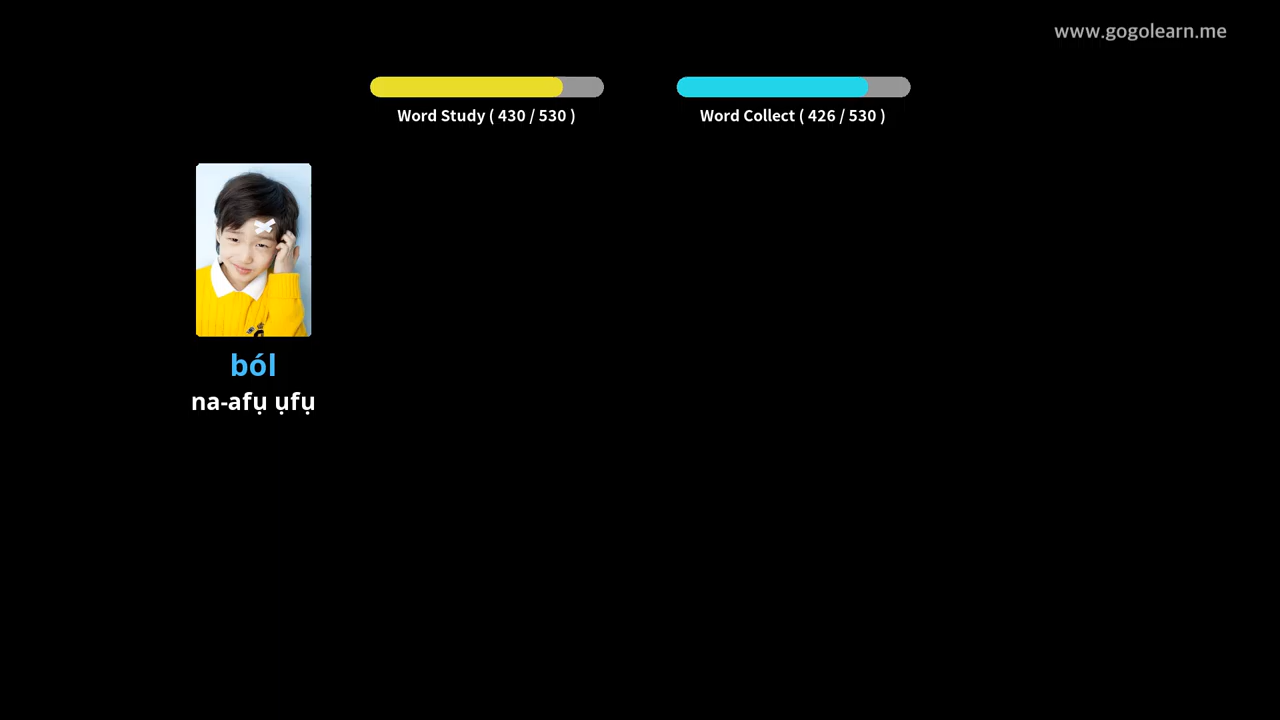 www.gogolearn.me
Word Study ( 430 / 530 )
Word Collect ( 426 / 530 )
ból
na-afụ ụfụ